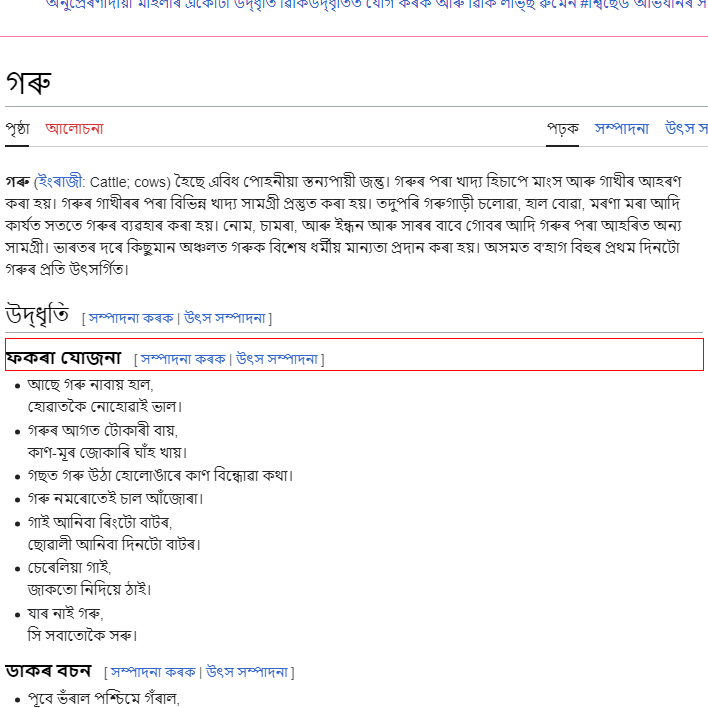 অনুপ্ৰেৰণাদায়ী মহিলাৰ একোটা উদ্ধৃতি ৱিকিউদ্ধৃতিত যোগ কৰক আৰু ৱিকি লাভ্ছ ৱুমেন #শ্বিছেড অভিযানৰ
গৰু
পৃষ্ঠা আলোচনা পঢ়ক সম্পাদনা উৎস
গৰু (ইংৰাজী: Cattle; cows) হৈছে এবিধ পোহনীয়া স্তন্যপায়ী জন্তু। গৰুৰ পৰা খাদ্য হিচাপে মাংস আৰু গাখীৰ আহৰণ
কৰা হয়। গৰুৰ গাখীৰৰ পৰা বিভিন্ন খাদ্য সামগ্ৰী প্ৰস্তুত কৰা হয়। তদুপৰি গৰুগাড়ী চলোৱা, হাল বোৱা, মৰণা মৰা আদি
কাৰ্যত সততে গৰুৰ ব্যৱহাৰ কৰা হয়। নোম, চামৰা, আৰু ইন্ধন আৰু সাৰৰ বাবে গোবৰ আদি গৰুৰ পৰা আহৰিত অন্য
সামগ্ৰী। ভাৰতৰ দৰে কিছুমান অঞ্চলত গৰুক বিশেষ ধৰ্মীয় মান্যতা প্ৰদান কৰা হয়। অসমত ব'হাগ বিহুৰ প্ৰথম দিনটো
গৰুৰ প্ৰতি উৎসৰ্গিত।
উদ্ধৃতি [ সম্পাদনা কৰক | উৎস সম্পাদনা ]
ফকৰা যোজনা [ সম্পাদনা কৰক | উৎস সম্পাদনা ]
• আছে গৰু নাবায় হাল,
হোৱাতকৈ নোহোৱাই ভাল।
• গৰুৰ আগত টোকাৰী বায়,
কাণ-মূৰ জোকাৰি ঘাঁহ খায়।
• গছত গৰু উঠা হোলোঙাৰে কাণ বিন্ধোৱা কথা।
• গৰু নমৰোতেই চাল আঁজোৰা।
• গাই আনিবা ৰিংটো বাটৰ,
ছোৱালী আনিবা দিনটো বাটৰ।
• চেৰেলিয়া গাই,
জাকতো নিদিয়ে ঠাই।
• যাৰ নাই গৰু,
সি সবাতোকৈ সৰু।
ডাকৰ বচন [ সম্পাদনা কৰক | উৎস সম্পাদনা ]
• পূবে ভঁৰাল পশ্চিমে গঁৰাল,